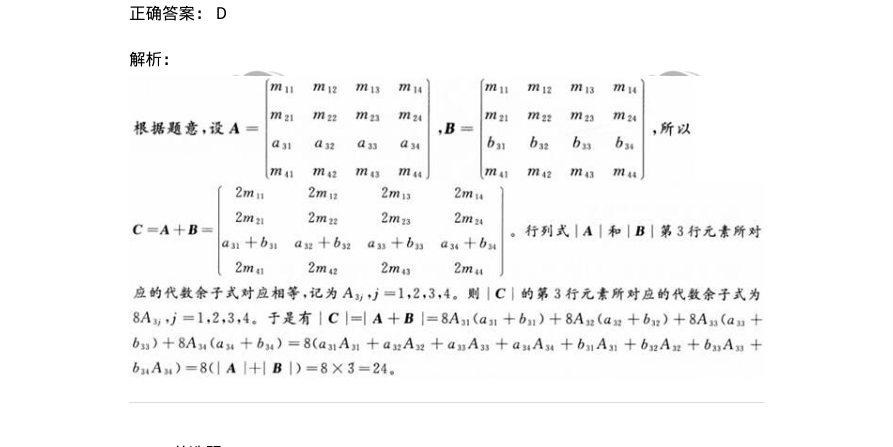 正确答案： D
解析：
根据题意,设 A = [m₁₁ m₁₂ m₁₃ m₁₄
m₂₁ m₂₂ m₂₃ m₂₄
a₃₁ a₃₂ a₃₃ a₃₄
m₄₁ m₄₂ m₄₃ m₄₄] ,B = [m₁₁ m₁₂ m₁₃ m₁₄
m₂₁ m₂₂ m₂₃ m₂₄
b₃₁ b₃₂ b₃₃ b₃₄
m₄₁ m₄₂ m₄₃ m₄₄] ,所以
C =A+B= [2m₁₁ 2m₁₂ 2m₁₃ 2m₁₄
2m₂₁ 2m₂₂ 2m₂₃ 2m₂₄
a₃₁ + b₃₁ a₃₂ + b₃₂ a₃₃ + b₃₃ a₃₄ + b₃₄
2m₄₁ 2m₄₂ 2m₄₃ 2m₄₄] 。行列式 | A | 和 | B | 第 3 行元素所对
应的代数余子式对应相等,记为 A₃ⱼ ,j =1,2,3,4。则 | C | 的第 3 行元素所对应的代数余子式为
8A₃ⱼ ,j =1,2,3,4。于是有 | C |=| A + B |=8A₃₁(a₃₁ + b₃₁) + 8A₃₂(a₃₂ + b₃₂) + 8A₃₃(a₃₃ +
b₃₃) + 8A₃₄(a₃₄ + b₃₄) = 8(a₃₁A₃₁ + a₃₂A₃₂ + a₃₃A₃₃ + a₃₄A₃₄ + b₃₁A₃₁ + b₃₂A₃₂ + b₃₃A₃₃ +
b₃₄A₃₄) = 8(| A |+| B |) = 8 × 3 = 24。